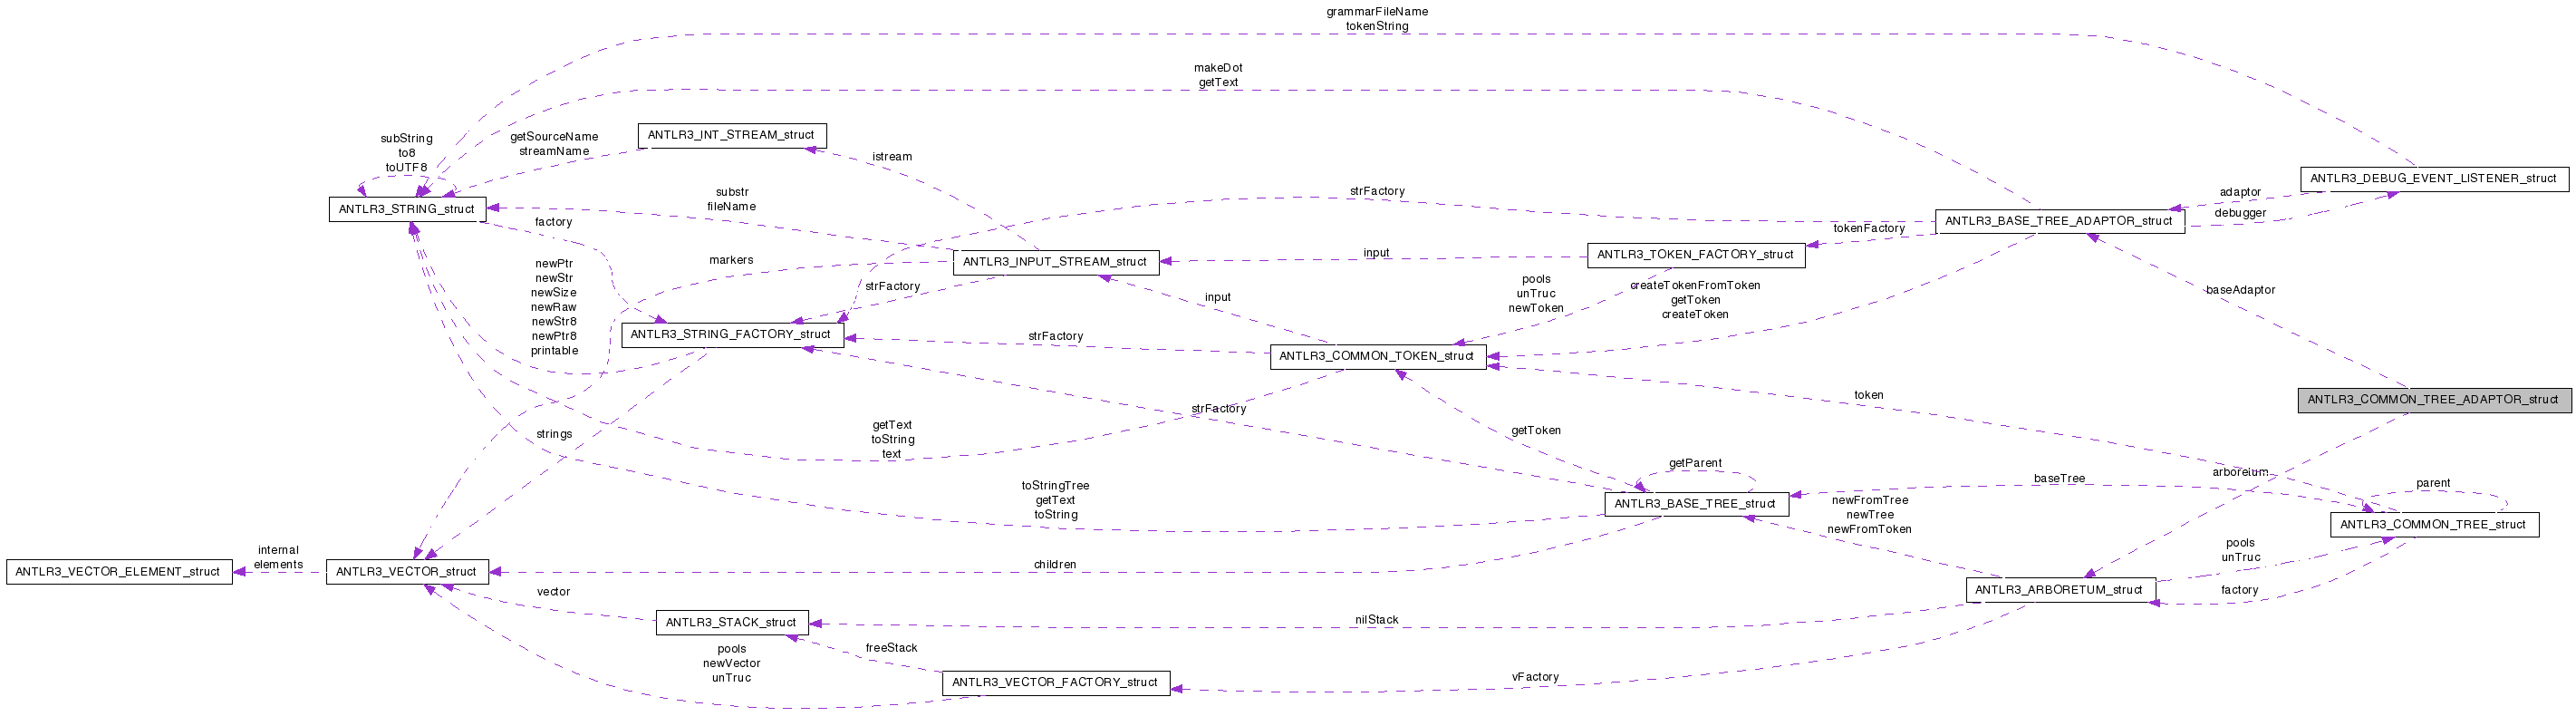 grammarFileName
tokenString
makeDot
getText
ANTLR3_INT_STREAM_struct
subString
to8
toUTF8
getSourceName
streamName
istream
ANTLR3_DEBUG_EVENT_LISTENER_struct
substr
fileName
strFactory
adaptor
debugger
ANTLR3_STRING_struct
factory
ANTLR3_BASE_TREE_ADAPTOR_struct
tokenFactory
markers
ANTLR3_INPUT_STREAM_struct
input
ANTLR3_TOKEN_FACTORY_struct
newPtr
newStr
newSize
newRaw
newStr8
newPtr8
printable
strFactory
input
pools
unTruc
newToken
createTokenFromToken
getToken
createToken
baseAdaptor
ANTLR3_STRING_FACTORY_struct
strFactory
ANTLR3_COMMON_TOKEN_struct
token
ANTLR3_COMMON_TREE_ADAPTOR_struct
strFactory
strings
getText
toString
text
getToken
getParent
arboretum
baseTree
parent
toStringTree
getText
toString
ANTLR3_BASE_TREE_struct
newFromTree
newTree
newFromToken
ANTLR3_COMMON_TREE_struct
internal
elements
pools
unTruc
ANTLR3_VECTOR_ELEMENT_struct
ANTLR3_VECTOR_struct
children
vector
ANTLR3_ARBORETUM_struct
factory
ANTLR3_STACK_struct
nilStack
pools
newVector
unTruc
freeStack
ANTLR3_VECTOR_FACTORY_struct
vFactory